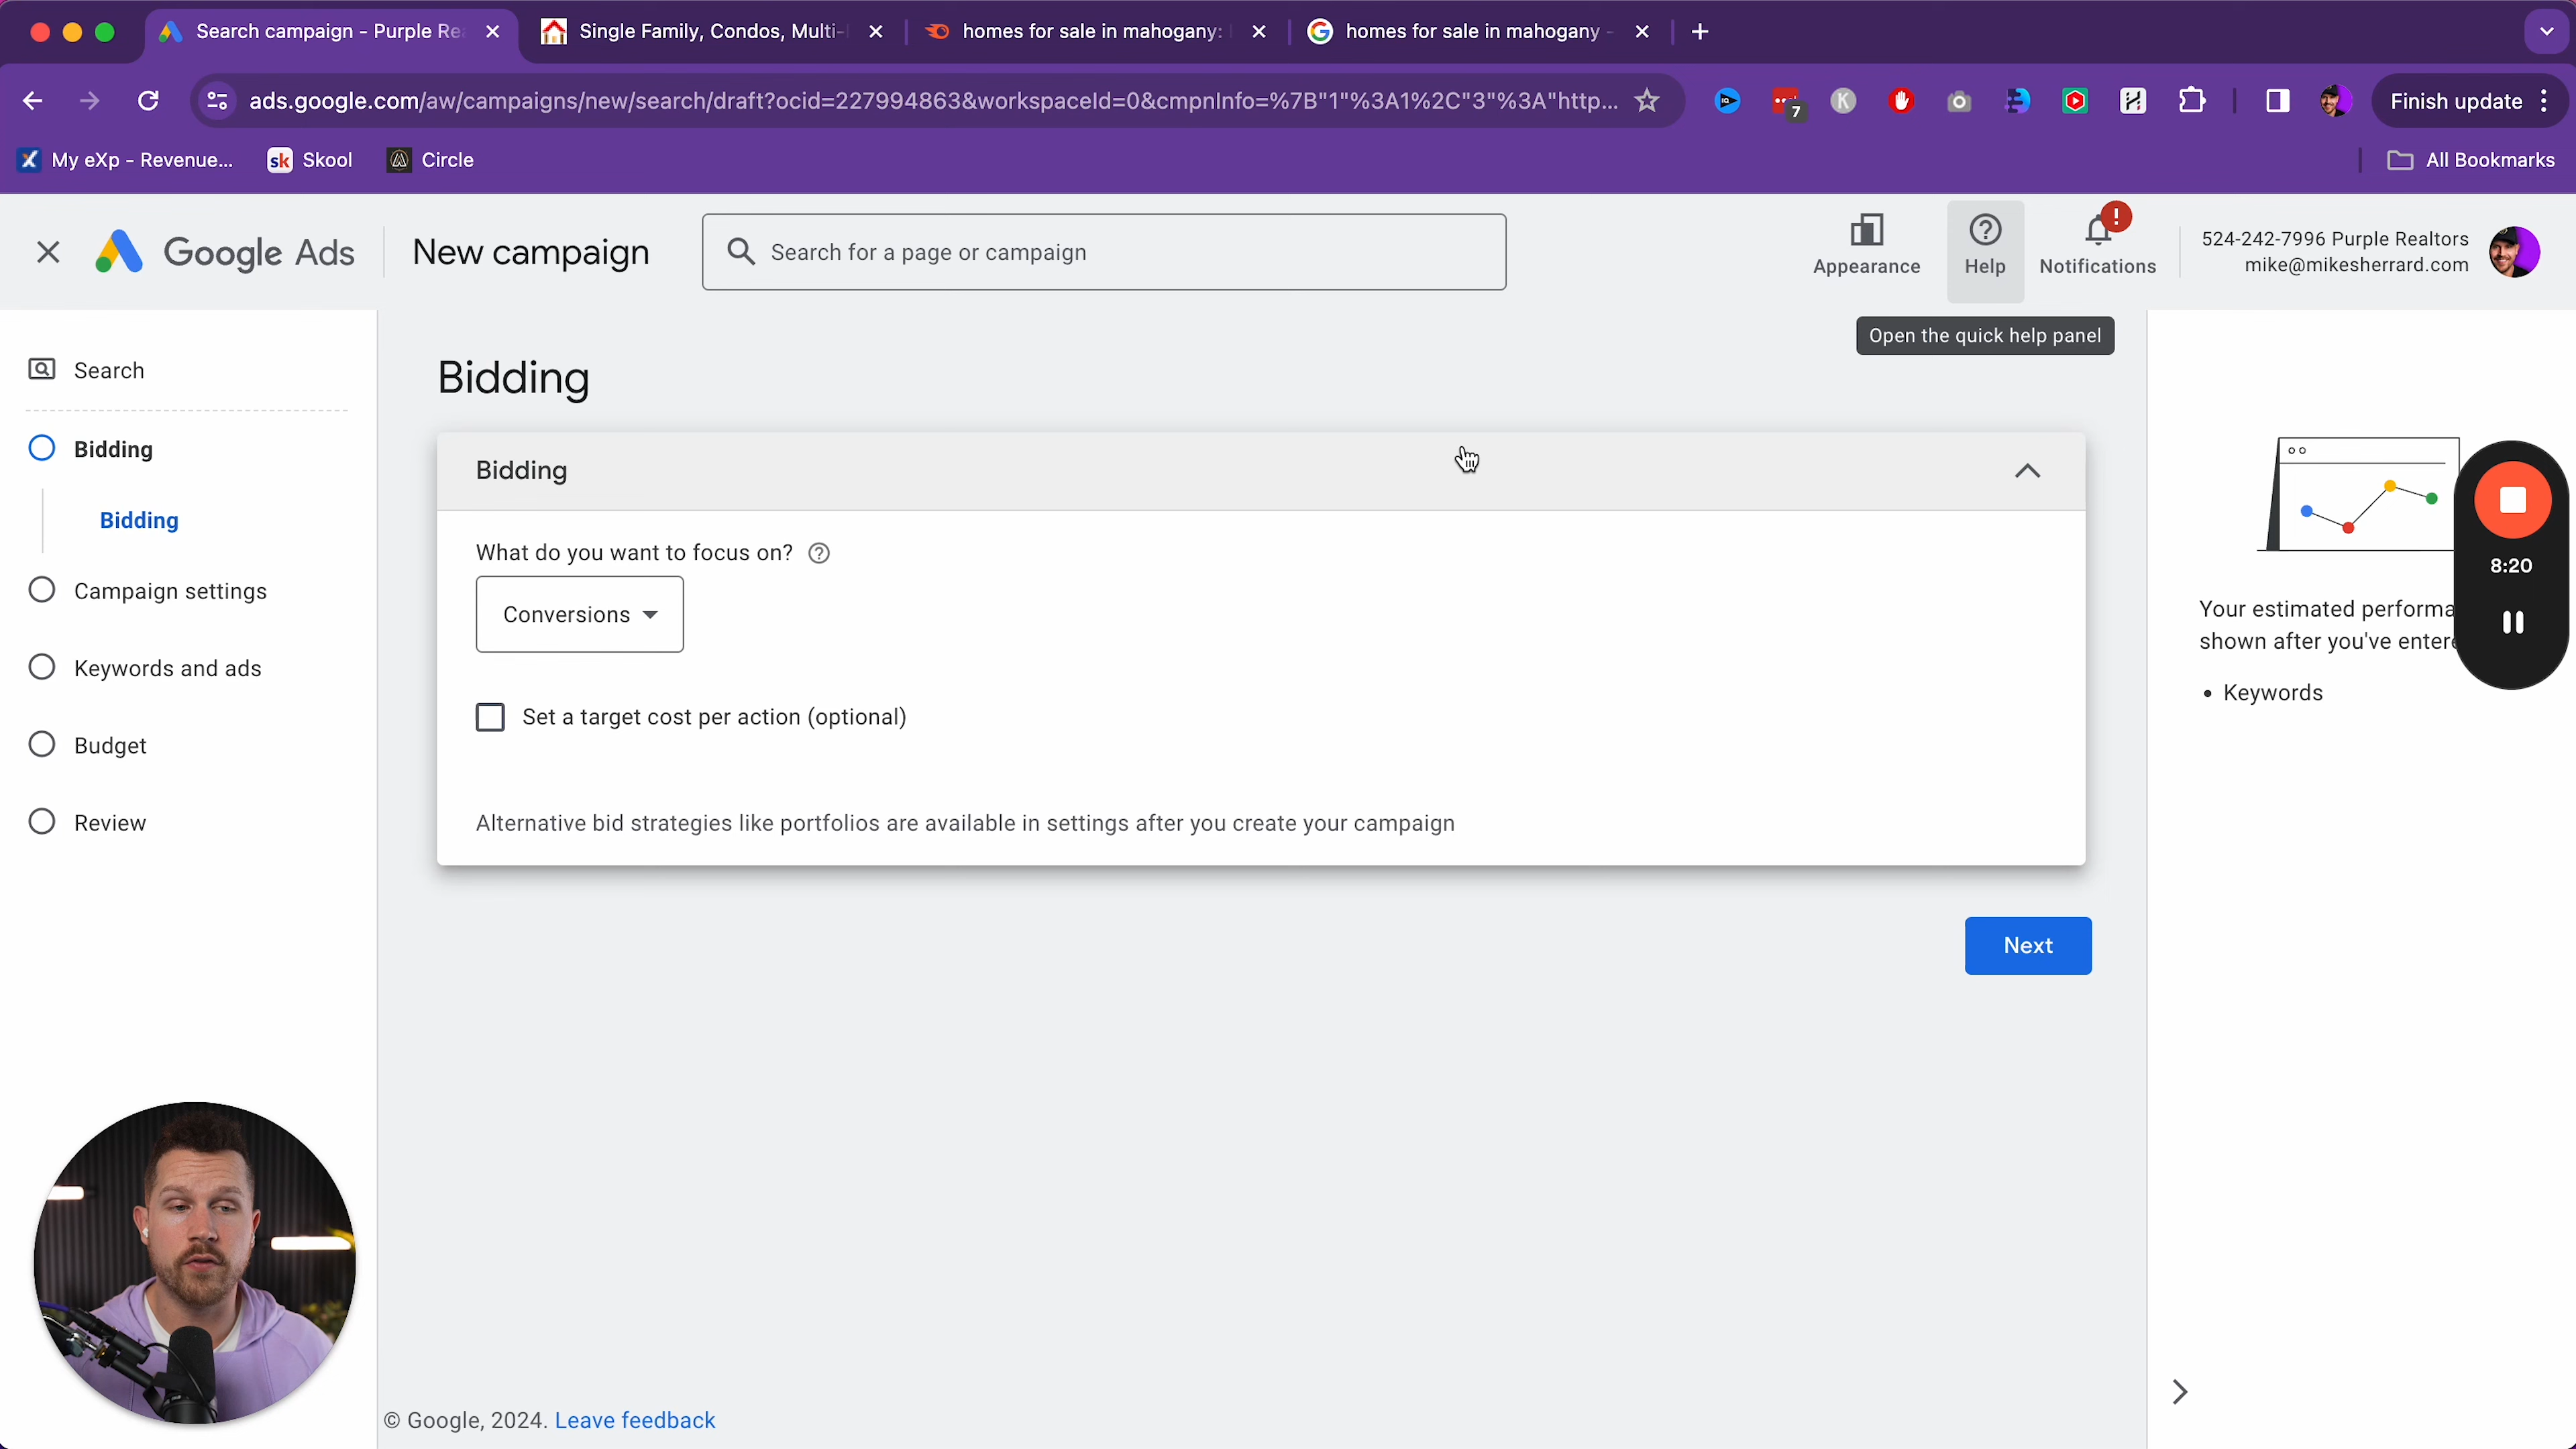 Search campaign - Purple Rea
Single Family, Condos, Multi-
homes for sale in mahogany:
homes for sale in mahogany -
ads.google.com/aw/campaigns/new/search/draft?ocid=227994863&workspaceId=0&cmpnInfo=%7B"1"%3A1%2C"3"%3A"http...
IQ
7
K
Finish update
My eXp - Revenue...
sk Skool
Circle
All Bookmarks
Google Ads
New campaign
Search for a page or campaign
Appearance
Help
Notifications
!
524-242-7996 Purple Realtors
mike@mikesherrard.com
Open the quick help panel
Search
Bidding
Bidding
Campaign settings
Keywords and ads
Budget
Review
Bidding
Bidding
What do you want to focus on?
Conversions
Set a target cost per action (optional)
Alternative bid strategies like portfolios are available in settings after you create your campaign
Next
Your estimated performa
shown after you've entere
• Keywords
8:20
© Google, 2024. Leave feedback